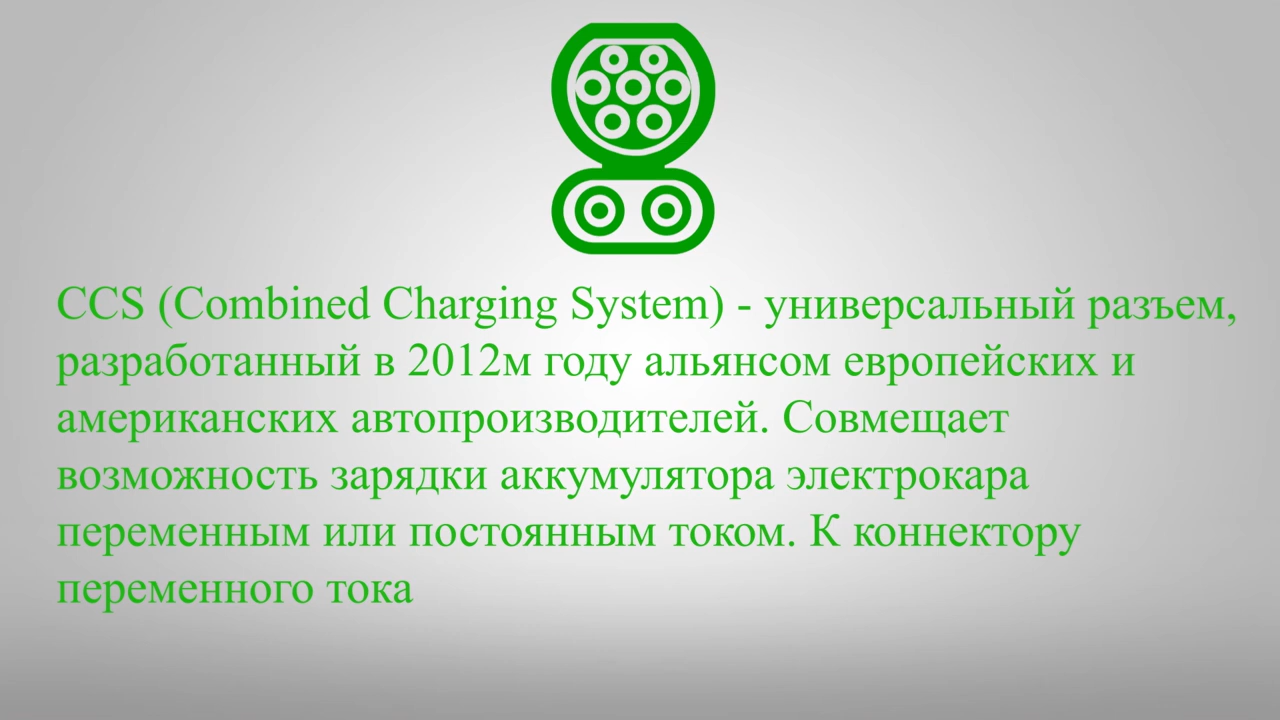 CCS (Combined Charging System) - универсальный разъем,
разработанный в 2012м году альянсом европейских и
американских автопроизводителей. Совмещает
возможность зарядки аккумулятора электрокара
переменным или постоянным током. К коннектору
переменного тока